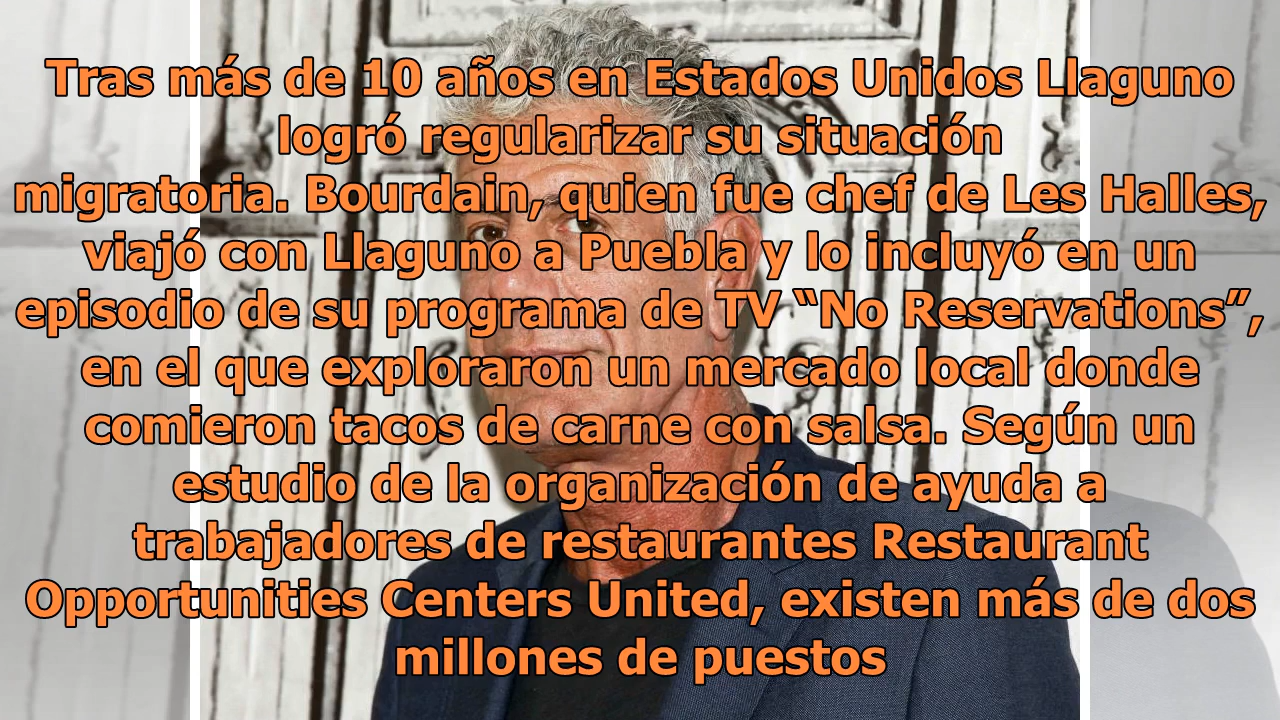 Tras más de 10 años en Estados Unidos Llaguno
logró regularizar su situación
migratoria. Bourdain, quien fue chef de Les Halles,
viajó con Llaguno a Puebla y lo incluyó en un
episodio de su programa de TV “No Reservations”,
en el que exploraron un mercado local donde
comieron tacos de carne con salsa. Según un
estudio de la organización de ayuda a
trabajadores de restaurantes Restaurant
Opportunities Centers United, existen más de dos
millones de puestos